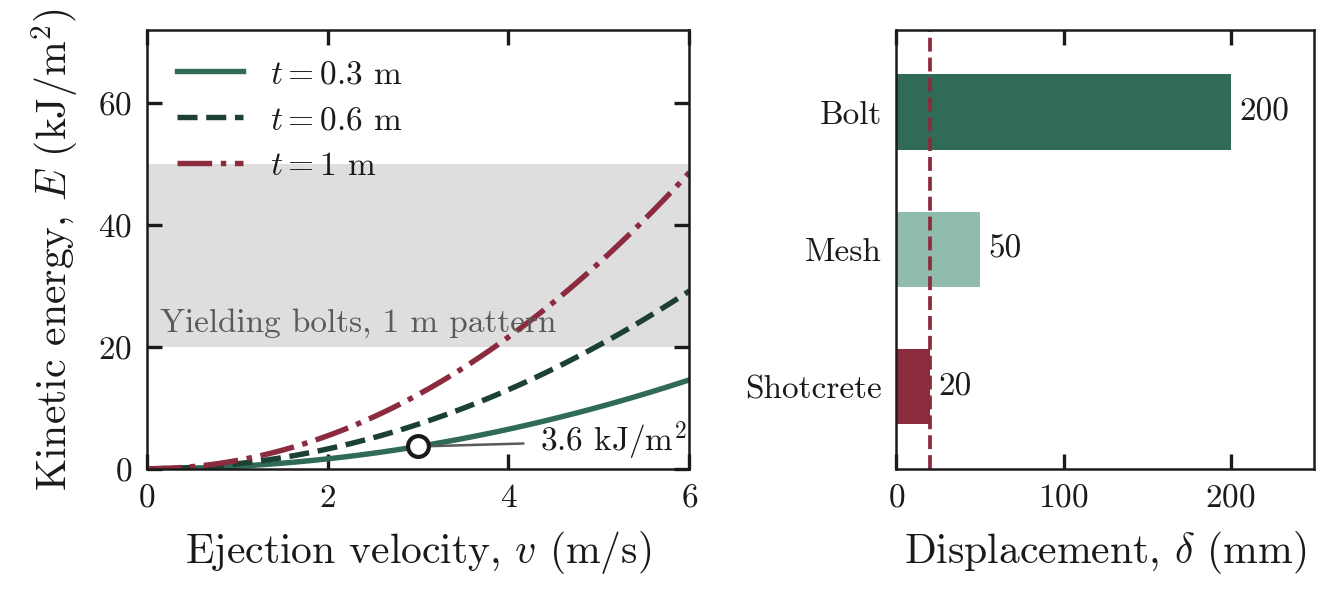 Kinetic energy, E (kJ/m²)
60
40
20
0
t = 0.3 m
t = 0.6 m
t = 1 m
Yielding bolts, 1 m pattern
3.6 kJ/m²
0 2 4 6
Ejection velocity, v (m/s)
Bolt
200
Mesh
50
Shotcrete
20
0 100 200
Displacement, δ (mm)